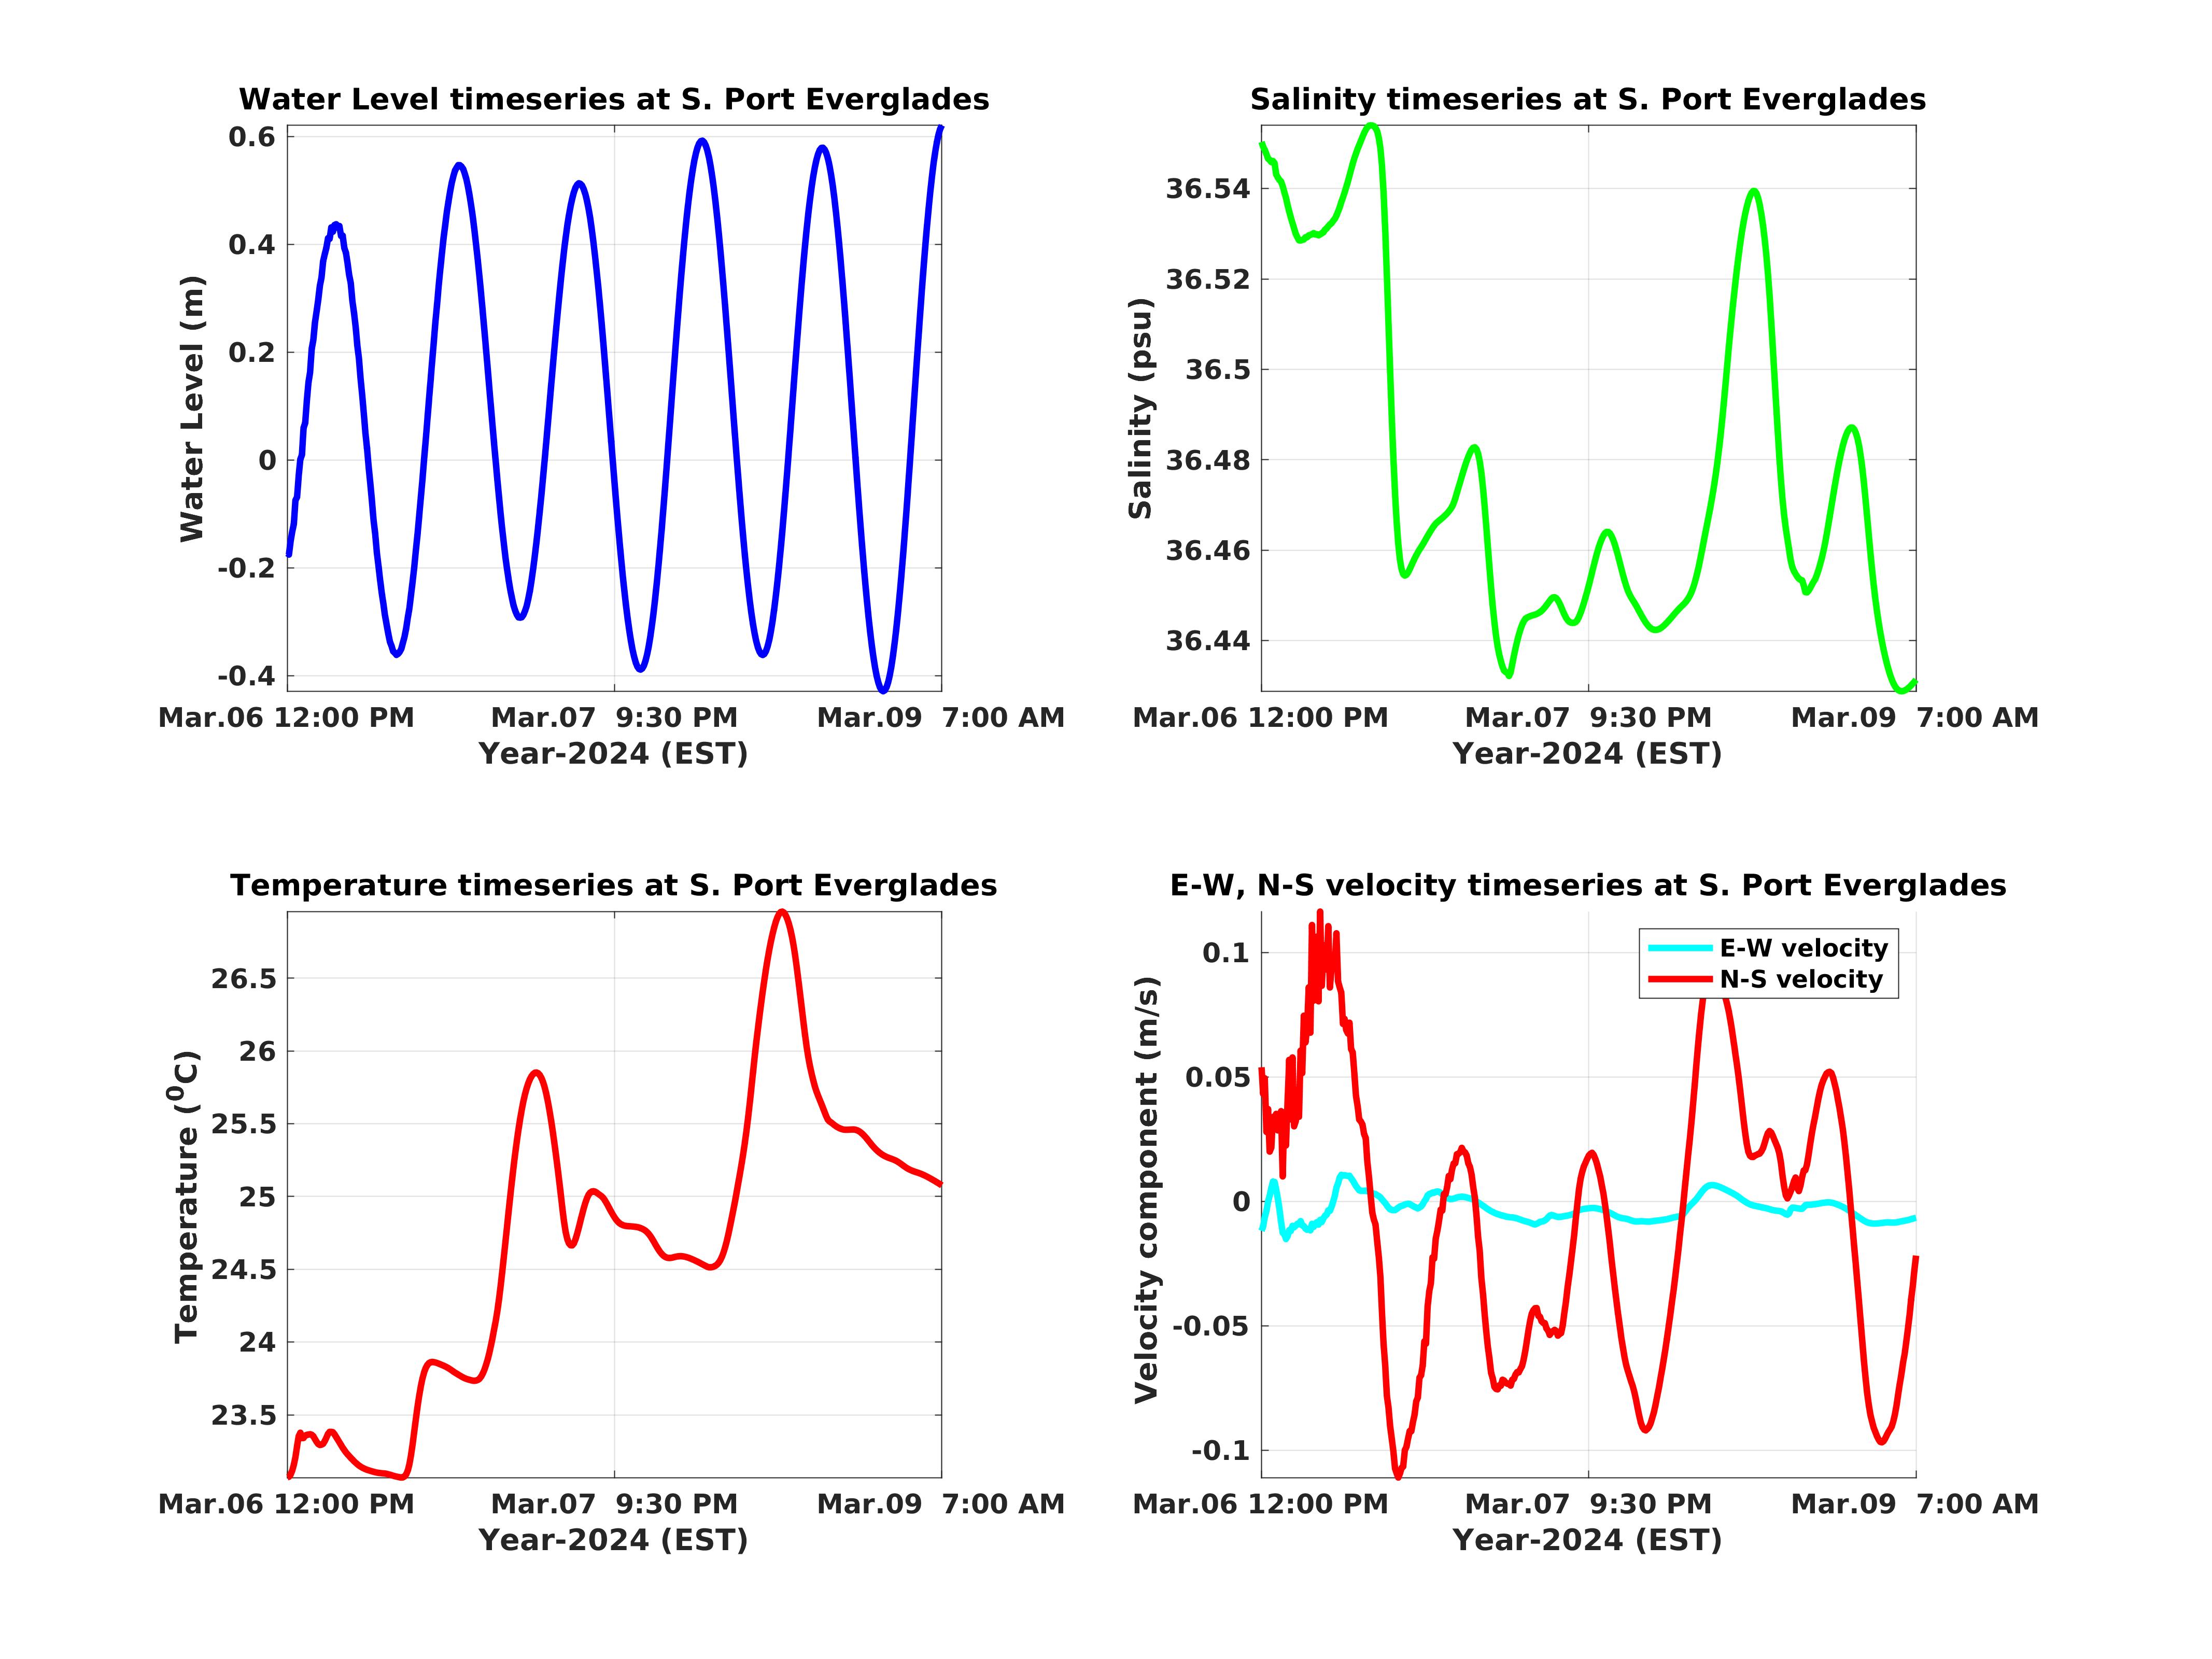 Water Level timeseries at S. Port Everglades
0.6
0.4
0.2
0
-0.2
-0.4
Water Level (m)
Mar.06 12:00 PM
Mar.07 9:30 PM
Mar.09 7:00 AM
Year-2024 (EST)
Salinity timeseries at S. Port Everglades
36.54
36.52
36.5
36.48
36.46
36.44
Salinity (psu)
Mar.06 12:00 PM
Mar.07 9:30 PM
Mar.09 7:00 AM
Year-2024 (EST)
Temperature timeseries at S. Port Everglades
26.5
26
25.5
25
24.5
24
23.5
Temperature (⁰C)
Mar.06 12:00 PM
Mar.07 9:30 PM
Mar.09 7:00 AM
Year-2024 (EST)
E-W, N-S velocity timeseries at S. Port Everglades
E-W velocity
N-S velocity
0.1
0.05
0
-0.05
-0.1
Velocity component (m/s)
Mar.06 12:00 PM
Mar.07 9:30 PM
Mar.09 7:00 AM
Year-2024 (EST)